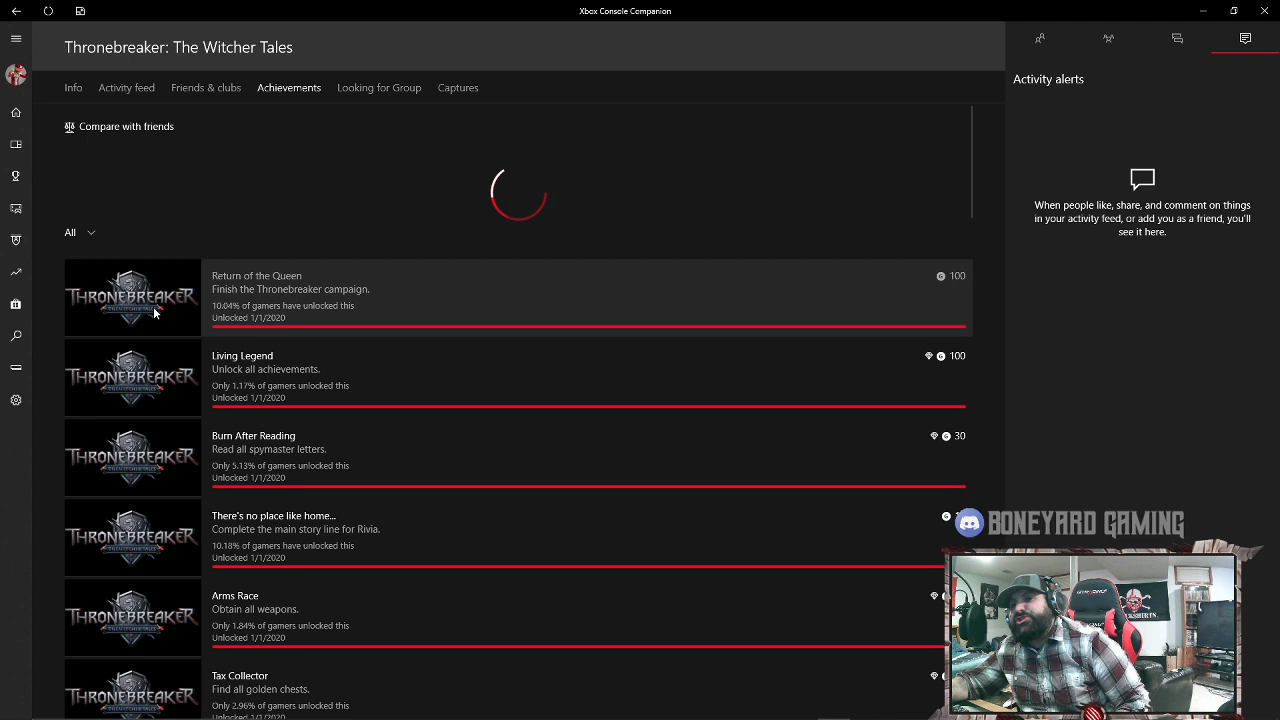 Xbox Console Companion
Thronebreaker: The Witcher Tales
Info Activity feed Friends & clubs Achievements Looking for Group Captures
Compare with friends
All
THRONEBREAKER
Return of the Queen
Finish the Thronebreaker campaign.
10.04% of gamers have unlocked this
Unlocked 1/1/2020
G 100
THRONEBREAKER
Living Legend
Unlock all achievements.
Only 1.17% of gamers unlocked this
Unlocked 1/1/2020
G 100
THRONEBREAKER
Burn After Reading
Read all spymaster letters.
Only 5.13% of gamers unlocked this
Unlocked 1/1/2020
G 30
THRONEBREAKER
There's no place like home...
Complete the main story line for Rivia.
10.18% of gamers have unlocked this
Unlocked 1/1/2020
G
THRONEBREAKER
Arms Race
Obtain all weapons.
Only 1.84% of gamers unlocked this
Unlocked 1/1/2020
THRONEBREAKER
Tax Collector
Find all golden chests.
Only 2.96% of gamers unlocked this
Activity alerts
When people like, share, and comment on things
in your activity feed, or add you as a friend, you'll
see it here.
BONEYARD GAMING